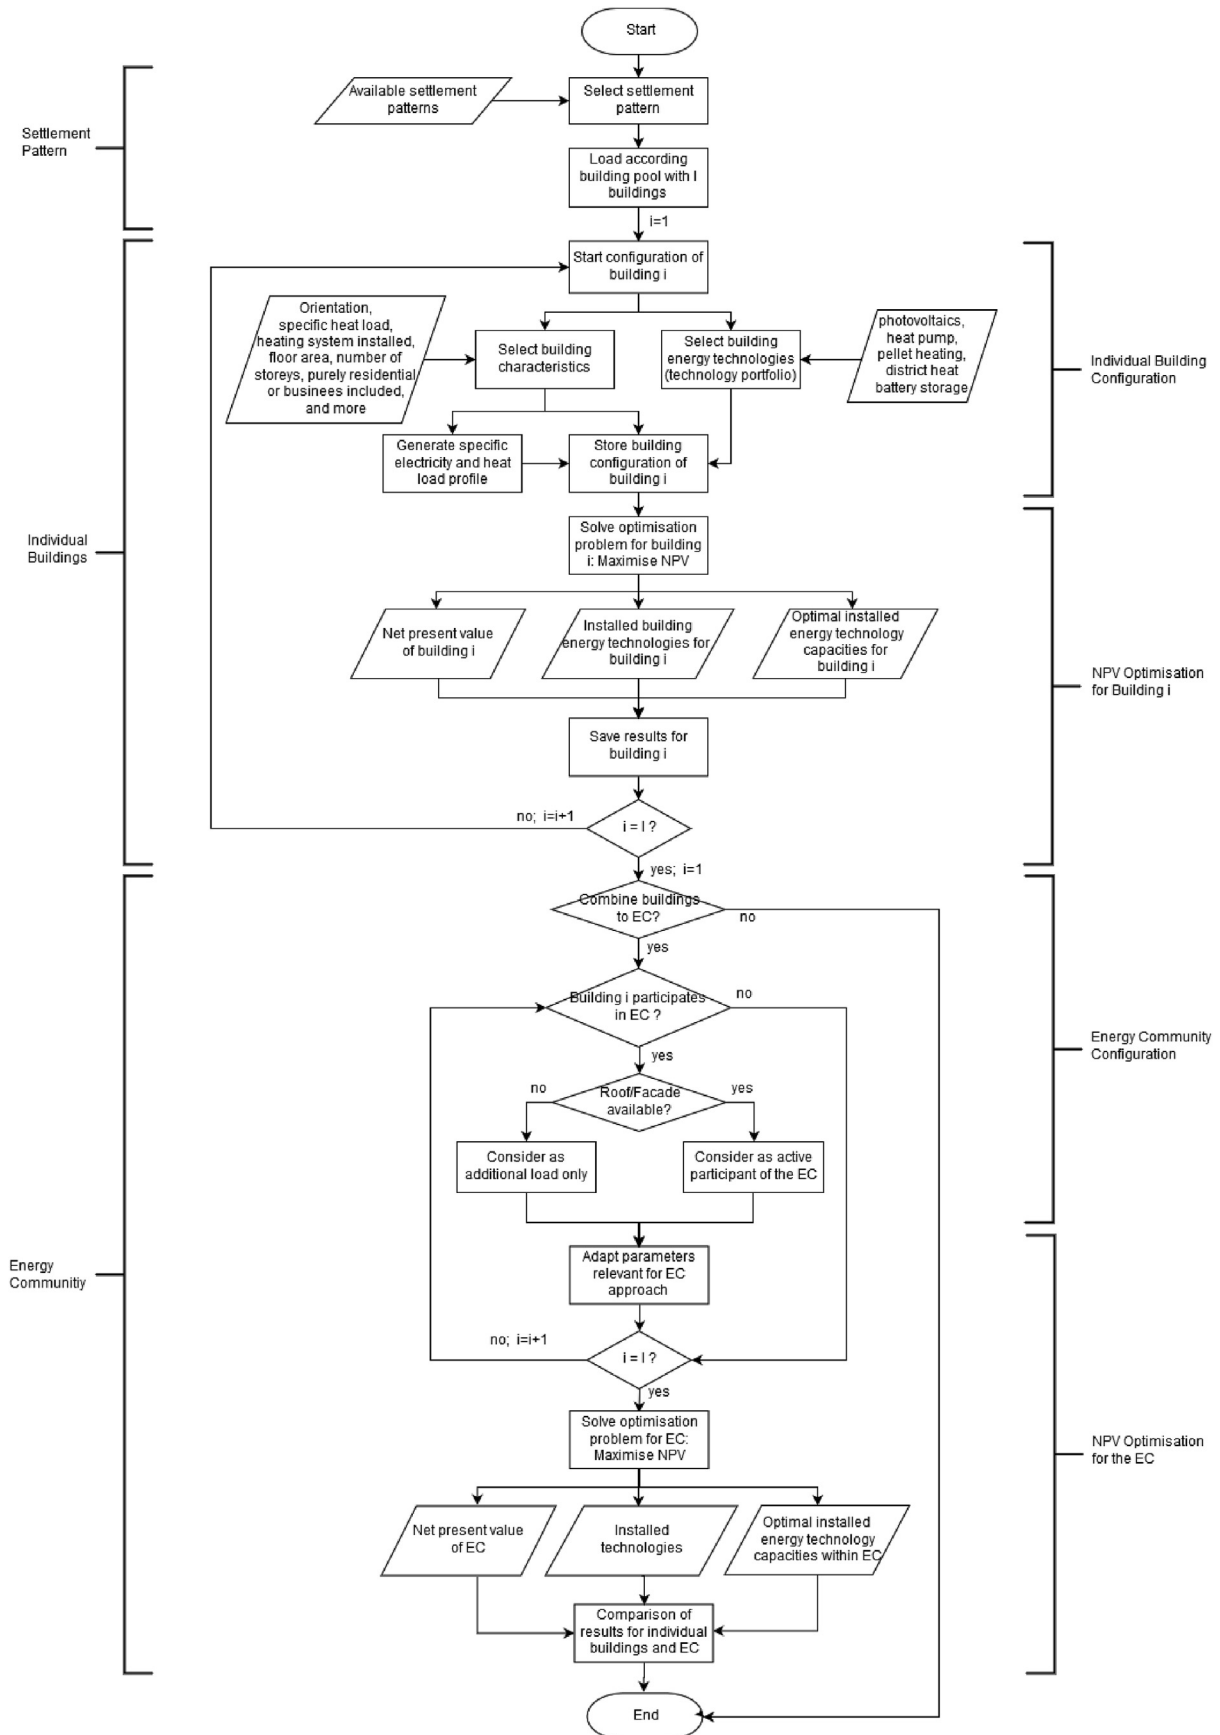 Start
Available settlement
patterns
Select settlement
pattern
Settlement
Pattern
Load according
building pool with I
buildings
i=1
Start configuration of
building i
Orientation,
specific heat load,
heating system installed,
floor area, number of
storeys, purely residential
or businees included,
and more
Select building
characteristics
Select building
energy technologies
(technology portfolio)
photovoltaics,
heat pump,
pellet heating,
district heat
battery storage
Individual Building
Configuration
Generate specific
electricity and heat
load profile
Store building
configuration of
building i
Individual
Buildings
Solve optimisation
problem for building
i: Maximise NPV
Net present value
of building i
Installed building
energy technologies for
building i
Optimal installed
energy technology
capacities for
building i
NPV Optimisation
for Building i
Save results for
building i
no; i=i+1
i = I ?
yes; i=1
Combine buildings
to EC?
no
yes
Building i participates
in EC ?
no
yes
Energy Community
Configuration
no
Roof/Facade
available?
yes
Consider as
additional load only
Consider as active
participant of the EC
Energy
Communitiy
Adapt parameters
relevant for EC
approach
no; i=i+1
i = I ?
yes
Solve optimisation
problem for EC:
Maximise NPV
NPV Optimisation
for the EC
Net present value
of EC
Installed
technologies
Optimal installed
energy technology
capacities within EC
Comparison of
results for individual
buildings and EC
End